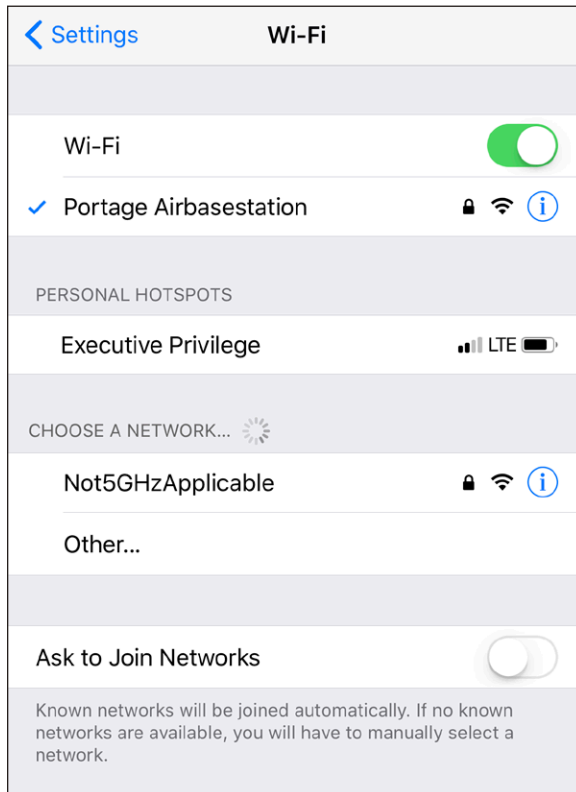 Settings Wi-Fi
Wi-Fi
Portage Airbasestation
PERSONAL HOTSPOTS
Executive Privilege LTE
CHOOSE A NETWORK...
Not5GHzApplicable
Other...
Ask to Join Networks
Known networks will be joined automatically. If no known
networks are available, you will have to manually select a
network.